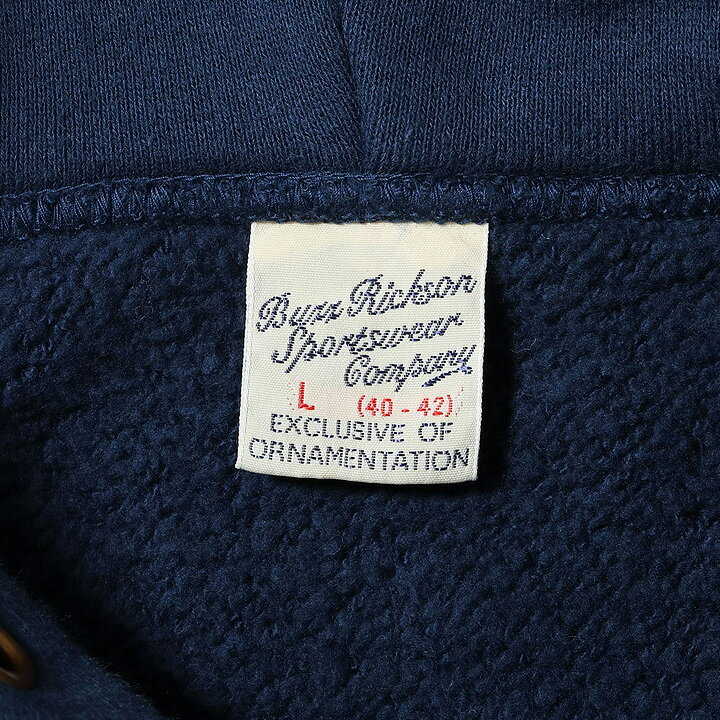 Buzz Rickson
Sportswear
Company
L (40 - 42)
EXCLUSIVE OF
ORNAMENTATION